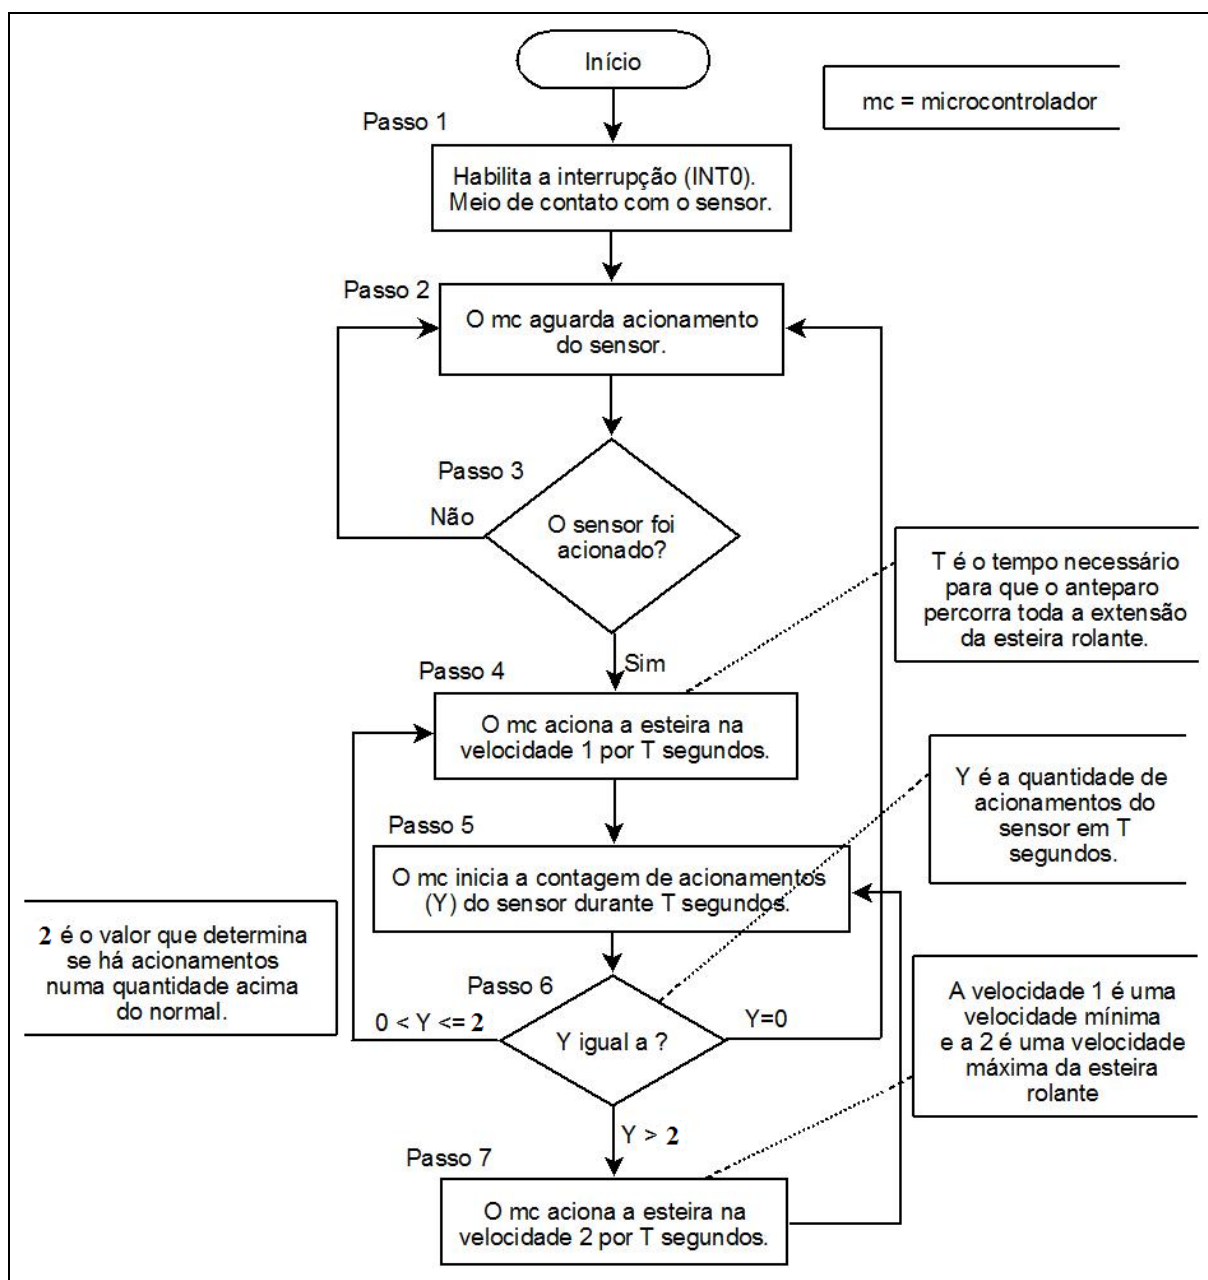 Início
mc = microcontrolador
Passo 1
Habilita a interrupção (INT0).
Meio de contato com o sensor.
Passo 2
O mc aguarda acionamento
do sensor.
Passo 3
Não
O sensor foi
acionado?
T é o tempo necessário
para que o anteparo
percorra toda a extensão
da esteira rolante.
Sim
Passo 4
O mc aciona a esteira na
velocidade 1 por T segundos.
Y é a quantidade de
acionamentos do
sensor em T
segundos.
Passo 5
O mc inicia a contagem de acionamentos
(Y) do sensor durante T segundos.
2 é o valor que determina
se há acionamentos
numa quantidade acima
do normal.
Passo 6
0 < Y <= 2
Y igual a ?
Y=0
A velocidade 1 é uma
velocidade mínima
e a 2 é uma velocidade
máxima da esteira
rolante
Y > 2
Passo 7
O mc aciona a esteira na
velocidade 2 por T segundos.